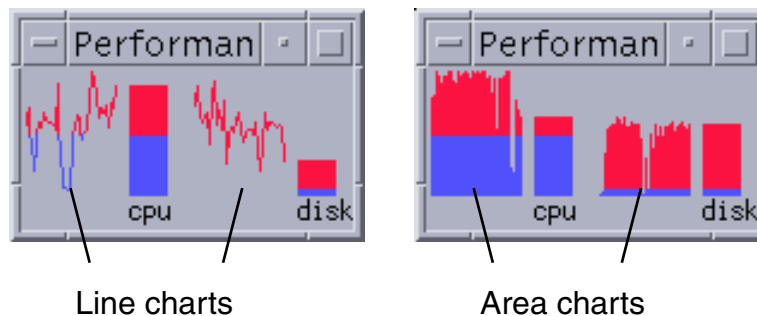 Performan
cpu
disk
Line charts
Performan
cpu
disk
Area charts